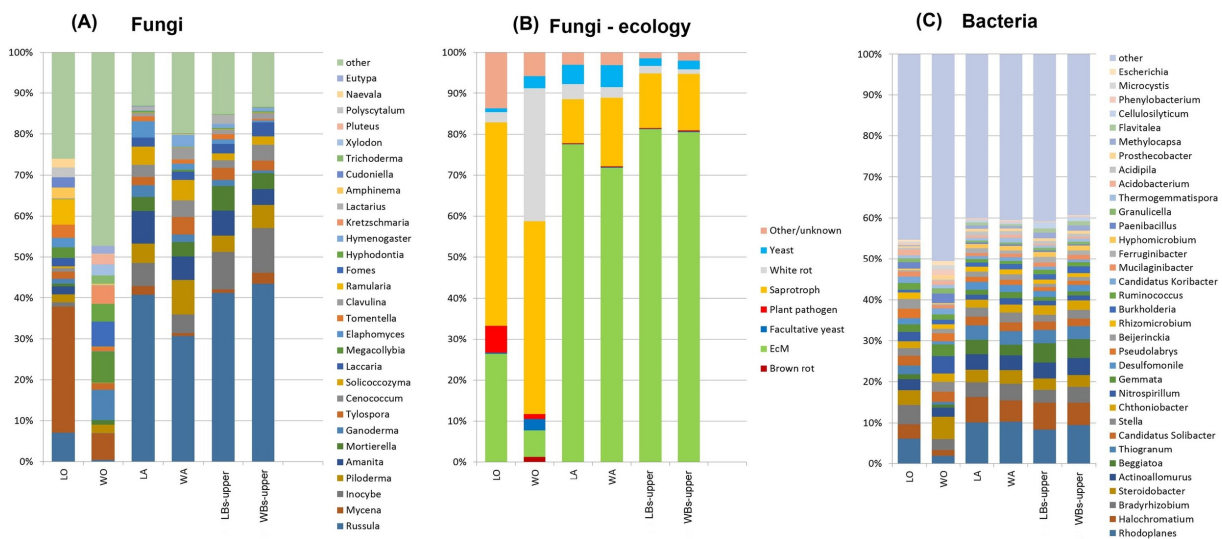 (A) Fungi
100%
90%
80%
70%
60%
50%
40%
30%
20%
10%
0%
LO
WO
LA
WA
LBs-upper
WBs-upper
other
Eutypa
Naevala
Polyscytalum
Pluteus
Xylodon
Trichoderma
Cudoniella
Amphinema
Lactarius
Kretzschmaria
Hymenogaster
Hyphodontia
Fomes
Ramularia
Clavulina
Tomentella
Elaphomyces
Megacollybia
Laccaria
Solicoccozyma
Cenococcum
Tylospora
Ganoderma
Mortierella
Amanita
Piloderma
Inocybe
Mycena
Russula
(B) Fungi - ecology
100%
90%
80%
70%
60%
50%
40%
30%
20%
10%
0%
LO
WO
LA
WA
LBs-upper
WBs-upper
Other/unknown
Yeast
White rot
Saprotroph
Plant pathogen
Facultative yeast
EcM
Brown rot
(C) Bacteria
100%
90%
80%
70%
60%
50%
40%
30%
20%
10%
0%
LO
WO
LA
WA
LBs-upper
WBs-upper
other
Escherichia
Microcystis
Phenylobacterium
Cellulosilyticum
Flavitalea
Methylocapsa
Prosthecobacter
Acidipila
Acidobacterium
Thermogemmatispora
Granulicella
Paenibacillus
Hyphomicrobium
Ferruginibacter
Mucilaginibacter
Candidatus Koribacter
Ruminococcus
Burkholderia
Rhizomicrobium
Beijerinckia
Pseudolabrys
Desulfomonile
Gemmata
Nitrospirillum
Chthoniobacter
Stella
Candidatus Solibacter
Thiogranum
Beggiatoa
Actinoallomurus
Steroidobacter
Bradyrhizobium
Halochromatium
Rhodoplanes